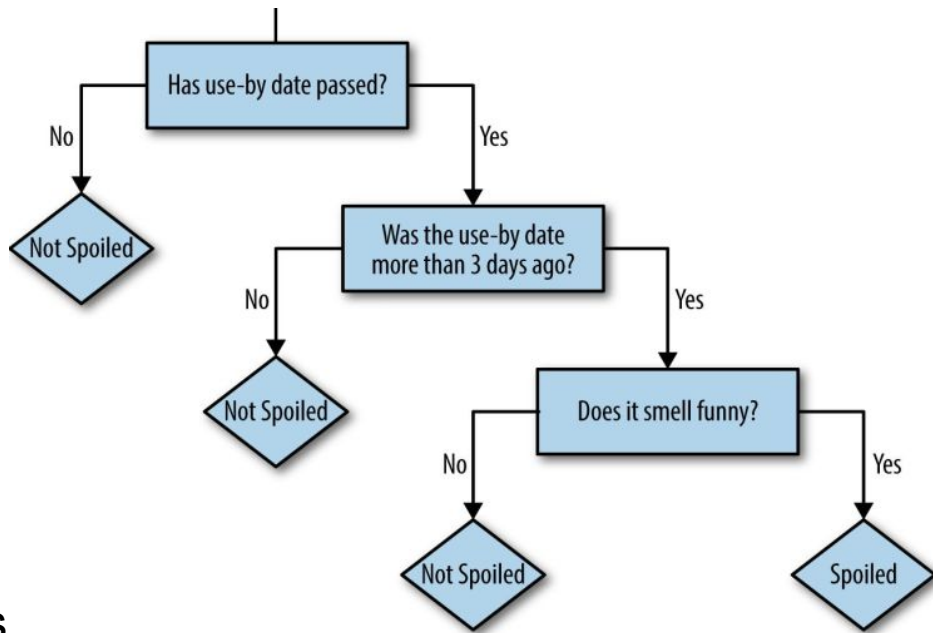 Has use-by date passed?
No
Yes
Not Spoiled
Was the use-by date
more than 3 days ago?
No
Yes
Not Spoiled
Does it smell funny?
No
Yes
Not Spoiled
Spoiled
s